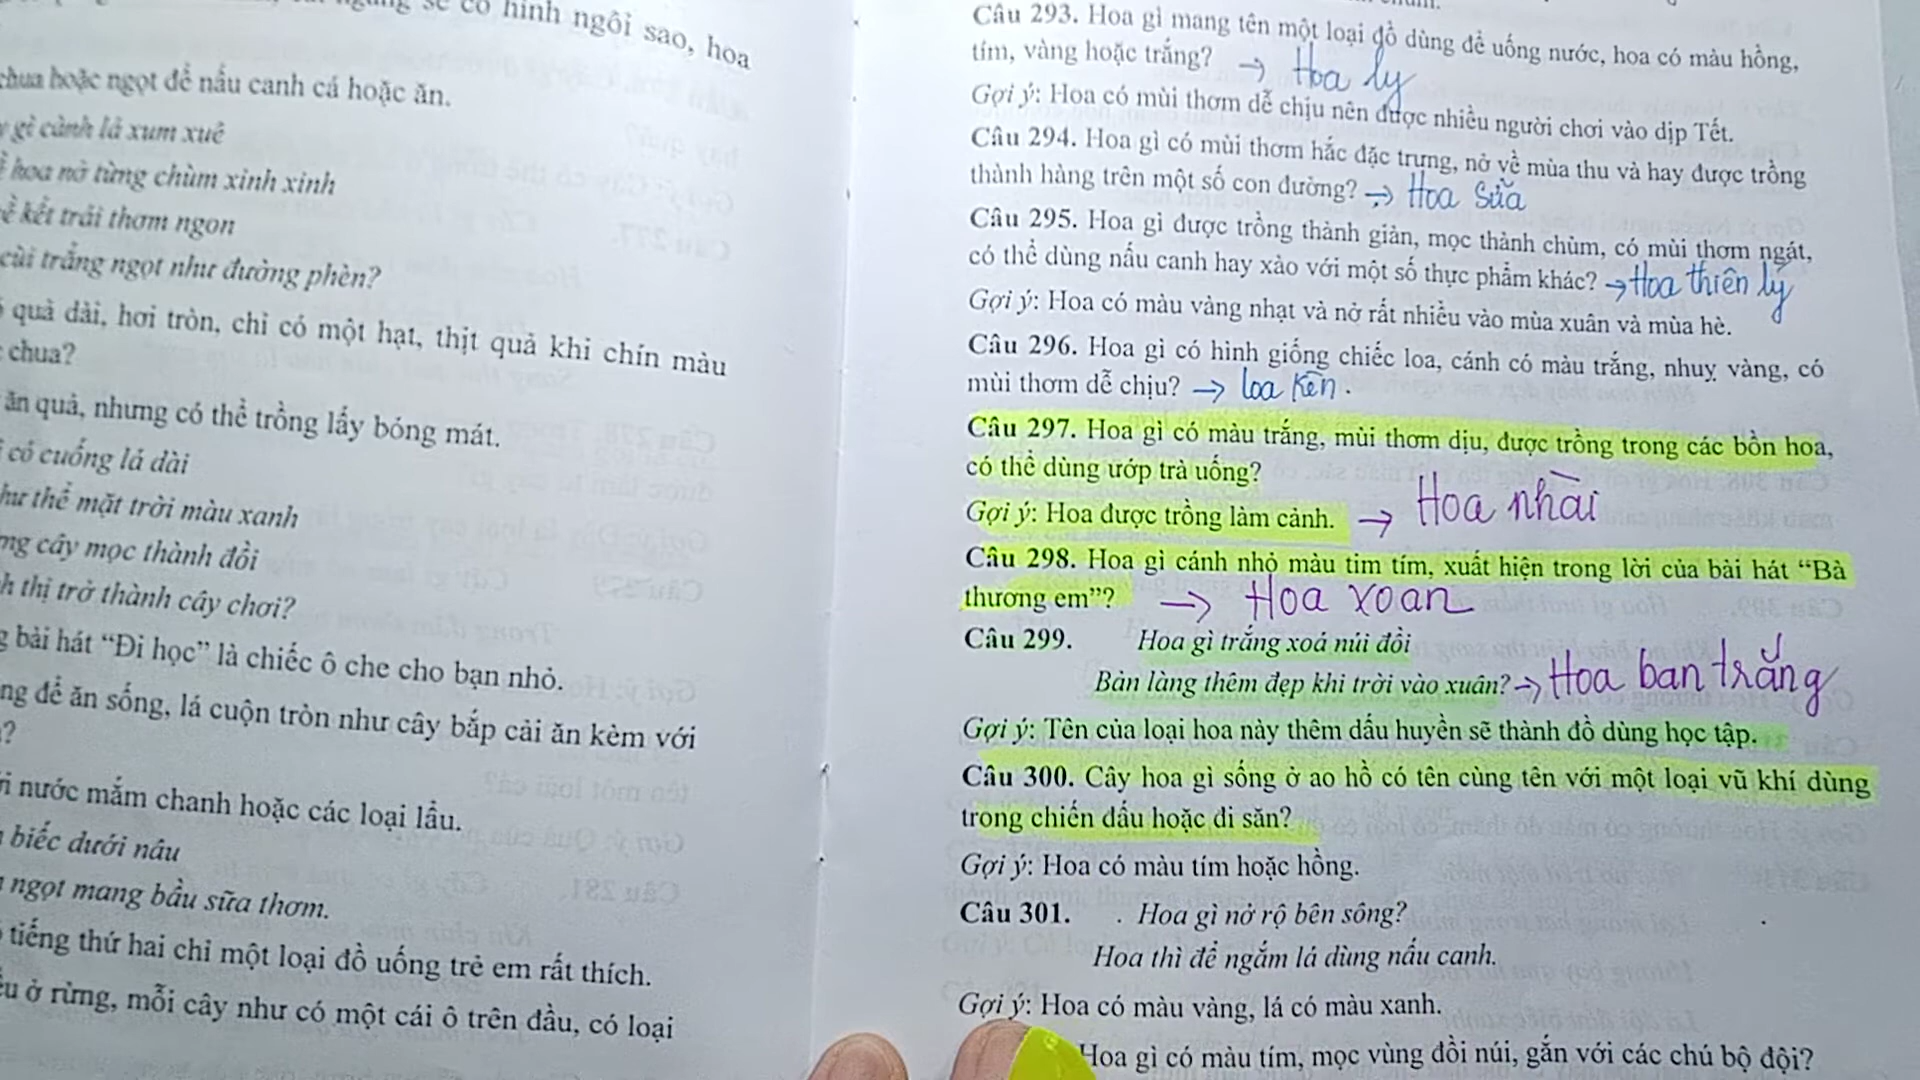 sẽ có hình ngôi sao, hoa
chua hoặc ngọt để nấu canh cá hoặc ăn.
gì cành lá xum xuê
hoa nở từng chùm xinh xinh
kết trái thơm ngon
cùi trắng ngọt như đường phèn?
quả dài, hơi tròn, chỉ có một hạt, thịt quả khi chín màu
chua?
ăn quả, nhưng có thể trồng lấy bóng mát.
có cuống lá dài
như thể mặt trời màu xanh
cây mọc thành đồi
thị trở thành cây chơi?
bài hát “Đi học” là chiếc ô che cho bạn nhỏ.
để ăn sống, lá cuộn tròn như cây bắp cải ăn kèm với
?
nước mắm chanh hoặc các loại lẩu.
biếc dưới nâu
ngọt mang bầu sữa thơm.
tiếng thứ hai chỉ một loại đồ uống trẻ em rất thích.
ở rừng, mỗi cây như có một cái ô trên đầu, có loại
Câu 293. Hoa gì mang tên một loại đồ dùng để uống nước, hoa có màu hồng,
tím, vàng hoặc trắng? → Hoa ly
Gợi ý: Hoa có mùi thơm dễ chịu nên được nhiều người chơi vào dịp Tết.
Câu 294. Hoa gì có mùi thơm hắc đặc trưng, nở về mùa thu và hay được trồng
thành hàng trên một số con đường? → Hoa Sữa
Câu 295. Hoa gì được trồng thành giàn, mọc thành chùm, có mùi thơm ngát,
có thể dùng nấu canh hay xào với một số thực phẩm khác? → Hoa thiên lý
Gợi ý: Hoa có màu vàng nhạt và nở rất nhiều vào mùa xuân và mùa hè.
Câu 296. Hoa gì có hình giống chiếc loa, cánh có màu trắng, nhuỵ vàng, có
mùi thơm dễ chịu? → loa kèn.
Câu 297. Hoa gì có màu trắng, mùi thơm dịu, được trồng trong các bồn hoa,
có thể dùng ướp trà uống?
Gợi ý: Hoa được trồng làm cảnh. → Hoa nhài
Câu 298. Hoa gì cánh nhỏ màu tim tím, xuất hiện trong lời của bài hát “Bà
thương em”? → Hoa xoan
Câu 299. Hoa gì trắng xoá núi đồi
Bản làng thêm đẹp khi trời vào xuân? → Hoa ban trắng
Gợi ý: Tên của loại hoa này thêm dấu huyền sẽ thành đồ dùng học tập.
Câu 300. Cây hoa gì sống ở ao hồ có tên cùng tên với một loại vũ khí dùng
trong chiến đấu hoặc đi săn?
Gợi ý: Hoa có màu tím hoặc hồng.
Câu 301. Hoa gì nở rộ bên sông?
Hoa thì để ngắm lá dùng nấu canh.
Gợi ý: Hoa có màu vàng, lá có màu xanh.
Hoa gì có màu tím, mọc vùng đồi núi, gắn với các chú bộ đội?